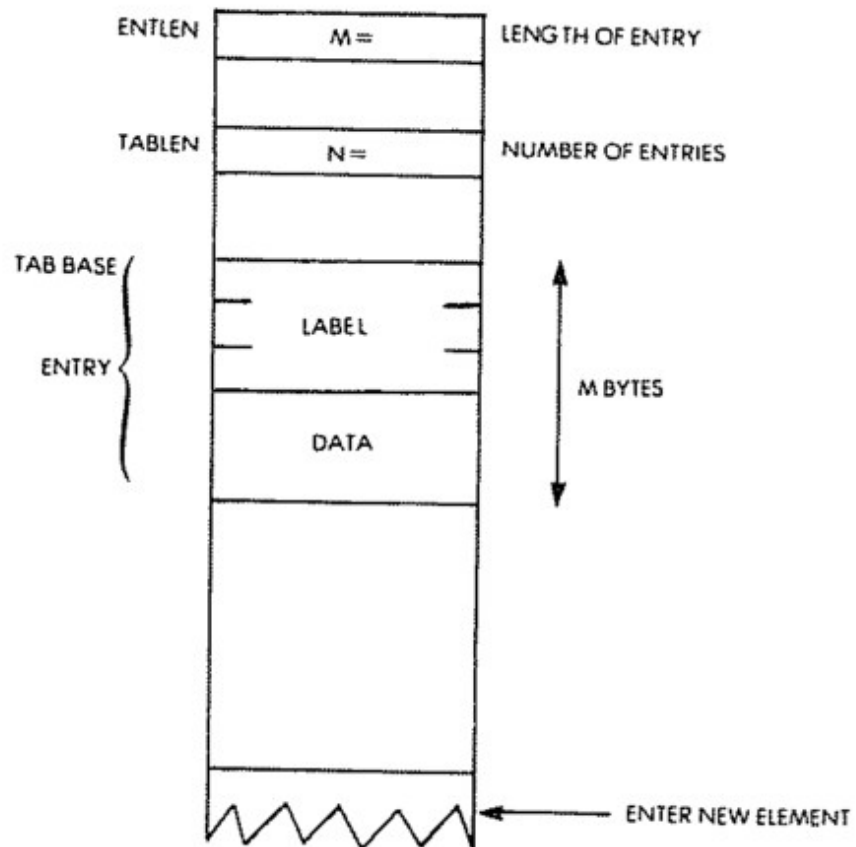 ENTLEN M= LENGTH OF ENTRY
TABLEN N= NUMBER OF ENTRIES
TAB BASE
LABEL
ENTRY
M BYTES
DATA
ENTER NEW ELEMENT